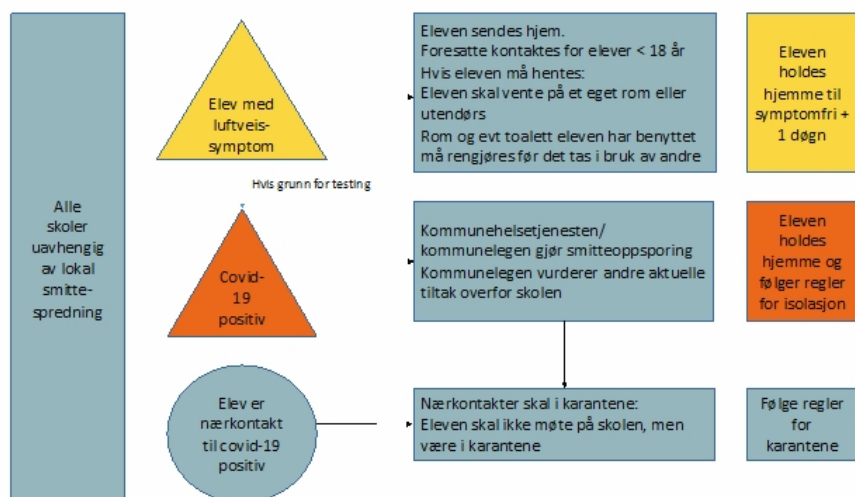 Alle
skoler
uavhengig
av lokal
smitte-
spredning
Elev med
luftveis-
symptom
Eleven sendes hjem.
Foresatte kontaktes for elever < 18 år
Hvis eleven må hentes:
Eleven skal vente på et eget rom eller
utendørs
Rom og evt toalett eleven har benyttet
må rengjøres før det tas i bruk av andre
Eleven
holdes
hjemme til
symptomfri +
1 døgn
Hvis grunn for testing
Covid-
19
positiv
Kommunehelsetjenesten/
kommunelegen gjør smitteoppsporing
Kommunelegen vurderer andre aktuelle
tiltak overfor skolen
Eleven
holdes
hjemme og
følger regler
for isolasjon
Elev er
nærkontakt
til covid-19
positiv
Nærkontakter skal i karantene:
Eleven skal ikke møte på skolen, men
være i karantene
Følge regler
for
karantene